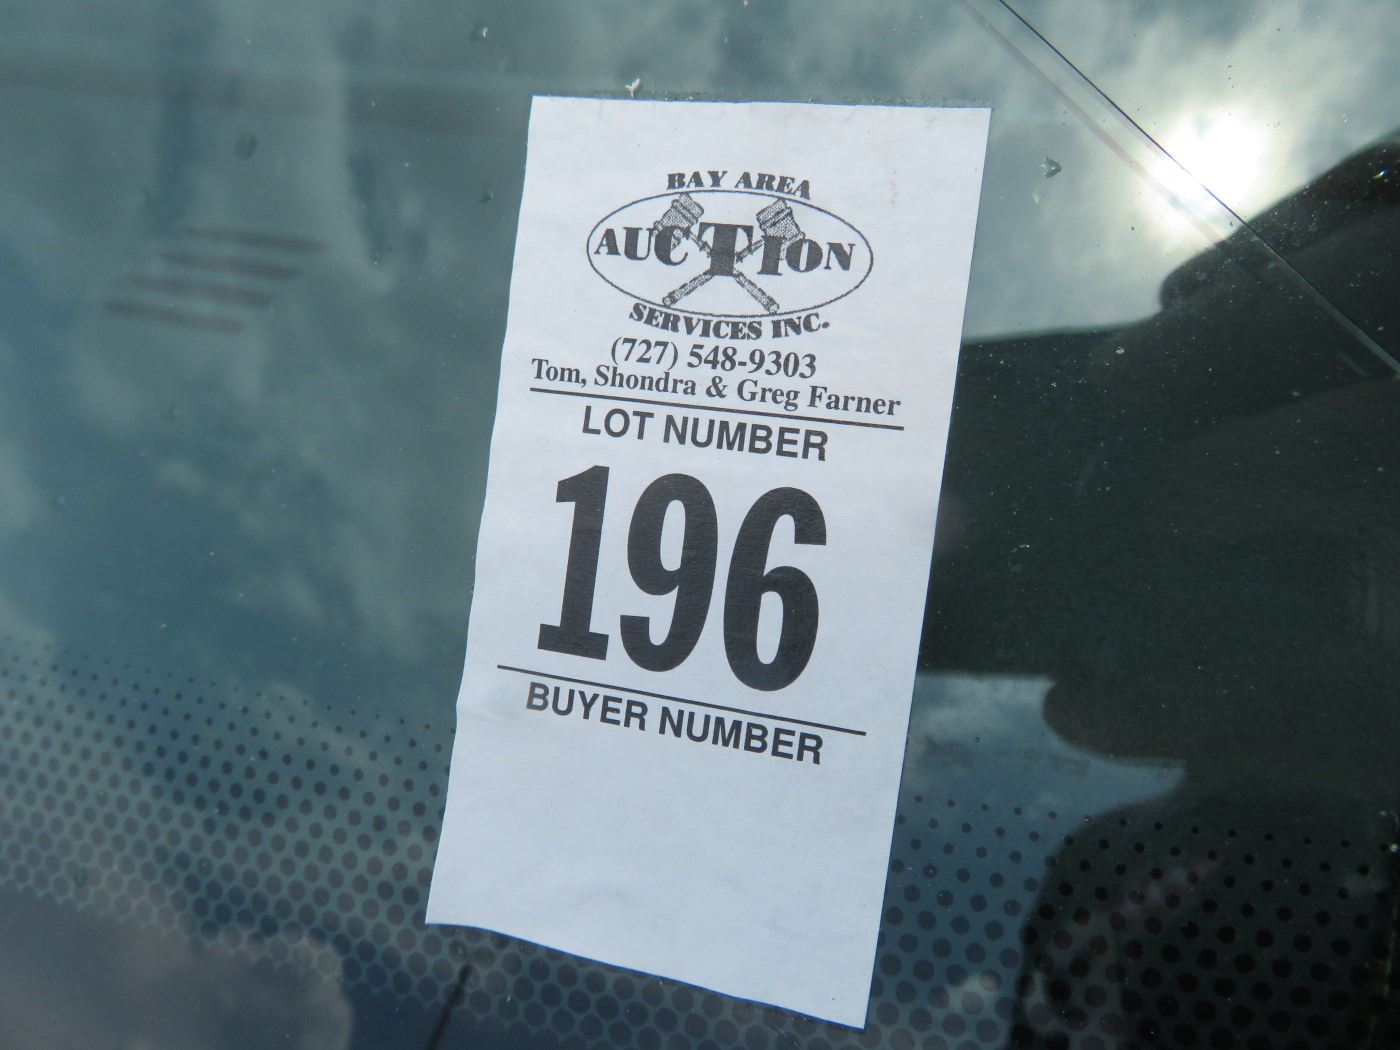 BAY AREA
AUCTION
SERVICES INC.
(727) 548-9303
Tom, Shondra & Greg Farner
LOT NUMBER
196
BUYER NUMBER